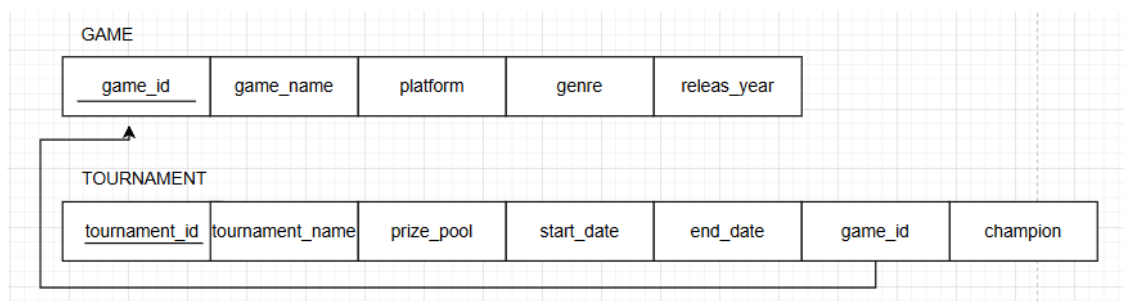 GAME
game_id game_name platform genre releas_year
TOURNAMENT
tournament_id tournament_name prize_pool start_date end_date game_id champion